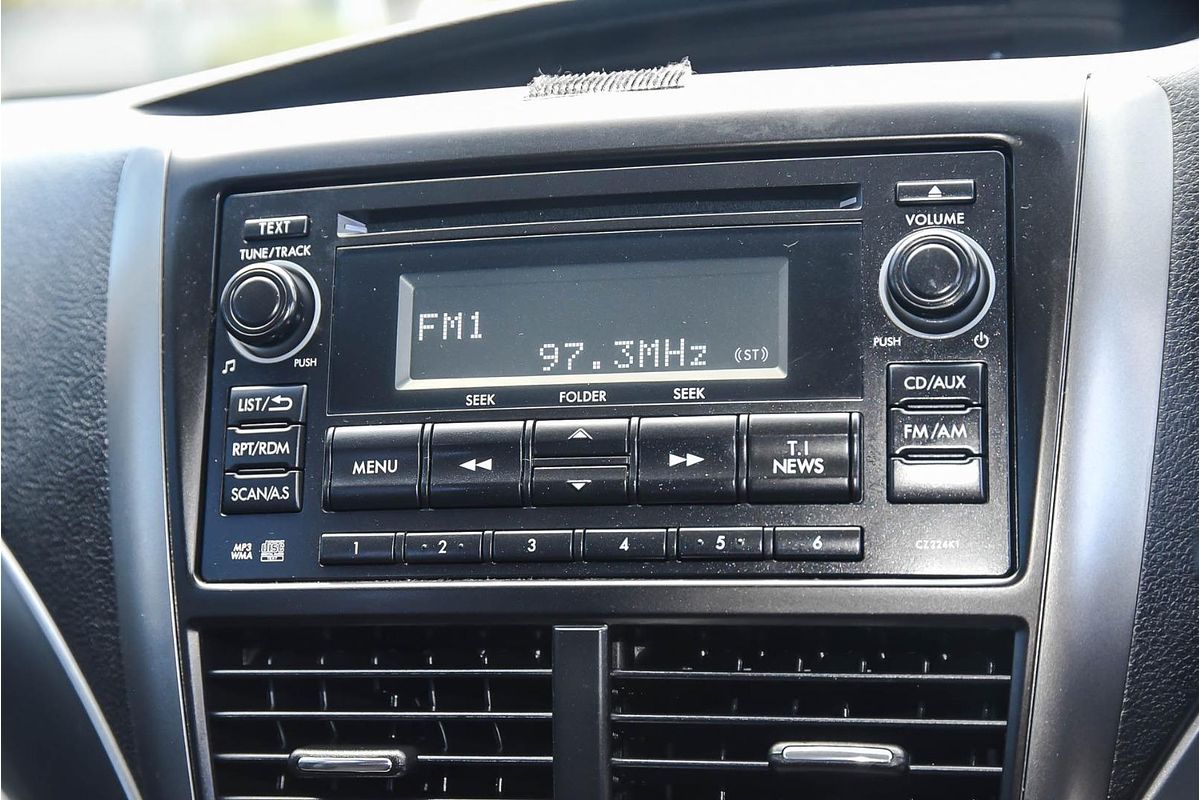 TEXT
TUNE/TRACK
PUSH
LIST/
RPT/RDM
SCAN/A.S
MP3
WMA
disc
FM1
97.3MHz ((ST))
SEEK FOLDER SEEK
MENU
T.I
NEWS
1 2 3 4 5 6
VOLUME
PUSH
CD/AUX
FM/AM